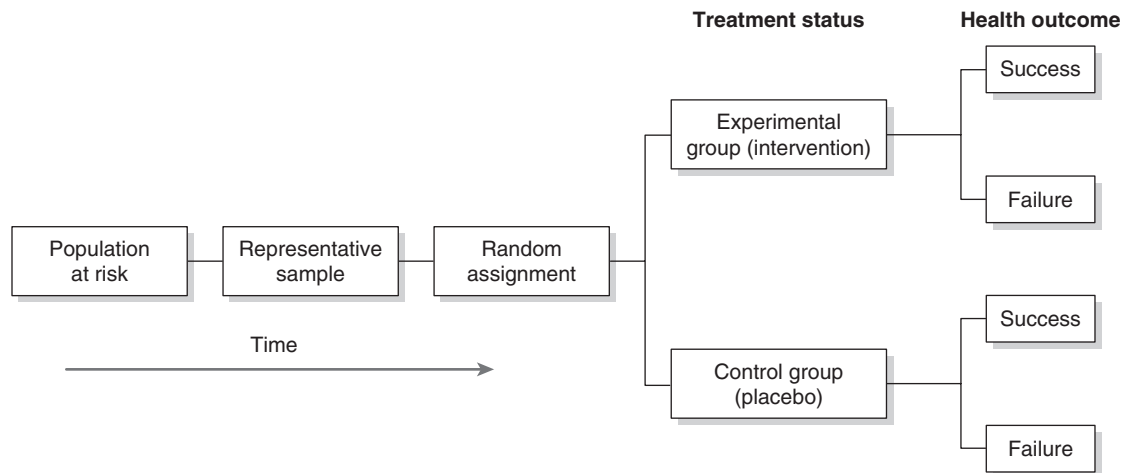 Treatment status
Health outcome
Success
Experimental
group (intervention)
Failure
Population
at risk
Representative
sample
Random
assignment
Success
Time
Control group
(placebo)
Failure